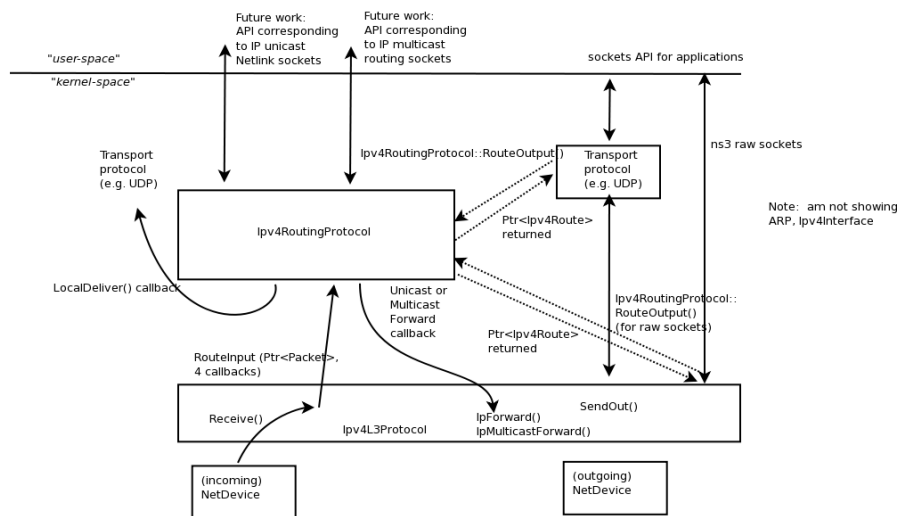 Future work:
API corresponding
to IP unicast
Netlink sockets
Future work:
API corresponding
to IP multicast
routing sockets
"user-space"
sockets API for applications
"kernel-space"
Transport
protocol
(e.g. UDP)
Ipv4RoutingProtocol::RouteOutput()
Transport
protocol
(e.g. UDP)
ns3 raw sockets
Note:  am not showing
ARP, Ipv4Interface
Ipv4RoutingProtocol
Ptr<Ipv4Route>
returned
LocalDeliver() callback
Unicast or
Multicast
Forward
callback
Ipv4RoutingProtocol::
RouteOutput()
(for raw sockets)
Ptr<Ipv4Route>
returned
RouteInput (Ptr<Packet>,
4 callbacks)
Receive()
Ipv4L3Protocol
IpForward()
IpMulticastForward()
SendOut()
(incoming)
NetDevice
(outgoing)
NetDevice